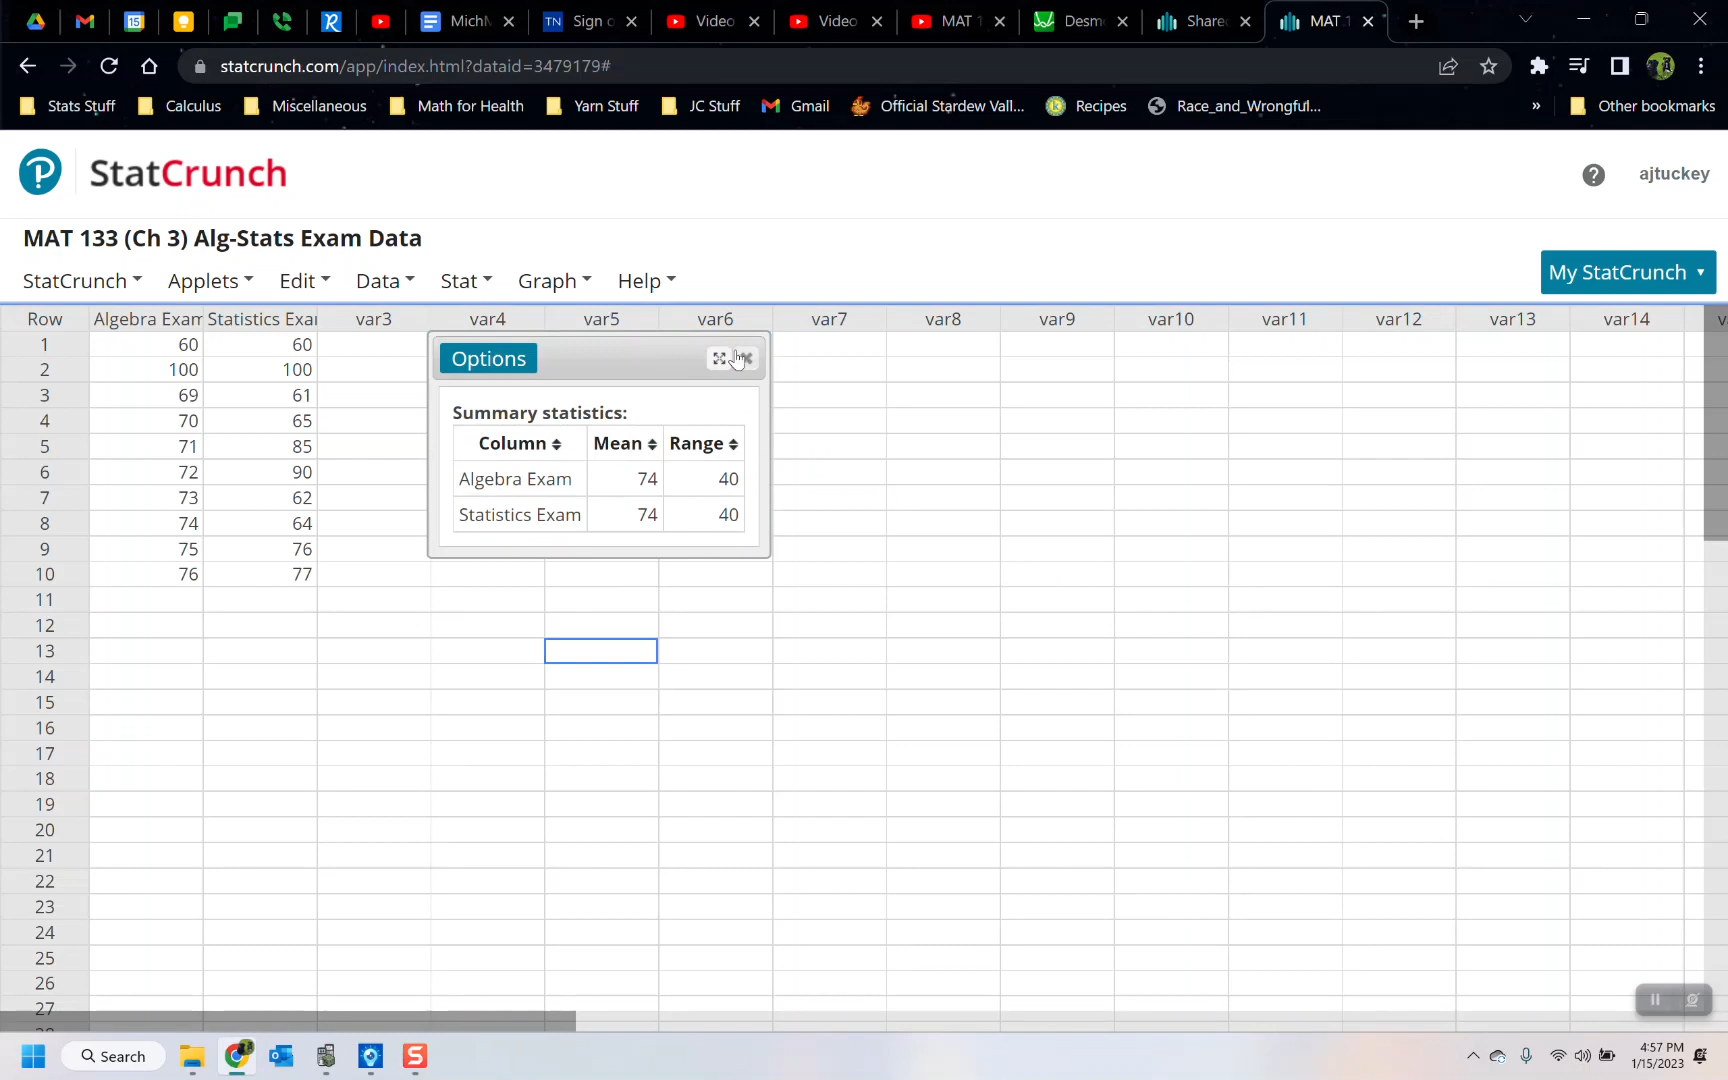 MichM
Sign o
Video
Video
MAT 1
Desm
Share
MAT 1
statcrunch.com/app/index.html?dataid=3479179#
Stats Stuff Calculus Miscellaneous Math for Health Yarn Stuff JC Stuff Gmail Official Stardew Vall... Recipes Race_and_Wrongful... » Other bookmarks
StatCrunch
ajtuckey
MAT 133 (Ch 3) Alg-Stats Exam Data
StatCrunch Applets Edit Data Stat Graph Help
My StatCrunch
Row Algebra Exam Statistics Exa var3 var4 var5 var6 var7 var8 var9 var10 var11 var12 var13 var14
1 60 60
2 100 100
3 69 61
4 70 65
5 71 85
6 72 90
7 73 62
8 74 64
9 75 76
10 76 77
11
12
13
14
15
16
17
18
19
20
21
22
23
24
25
26
27
Options
Summary statistics:
Column Mean Range
Algebra Exam 74 40
Statistics Exam 74 40
Search
4:57 PM
1/15/2023